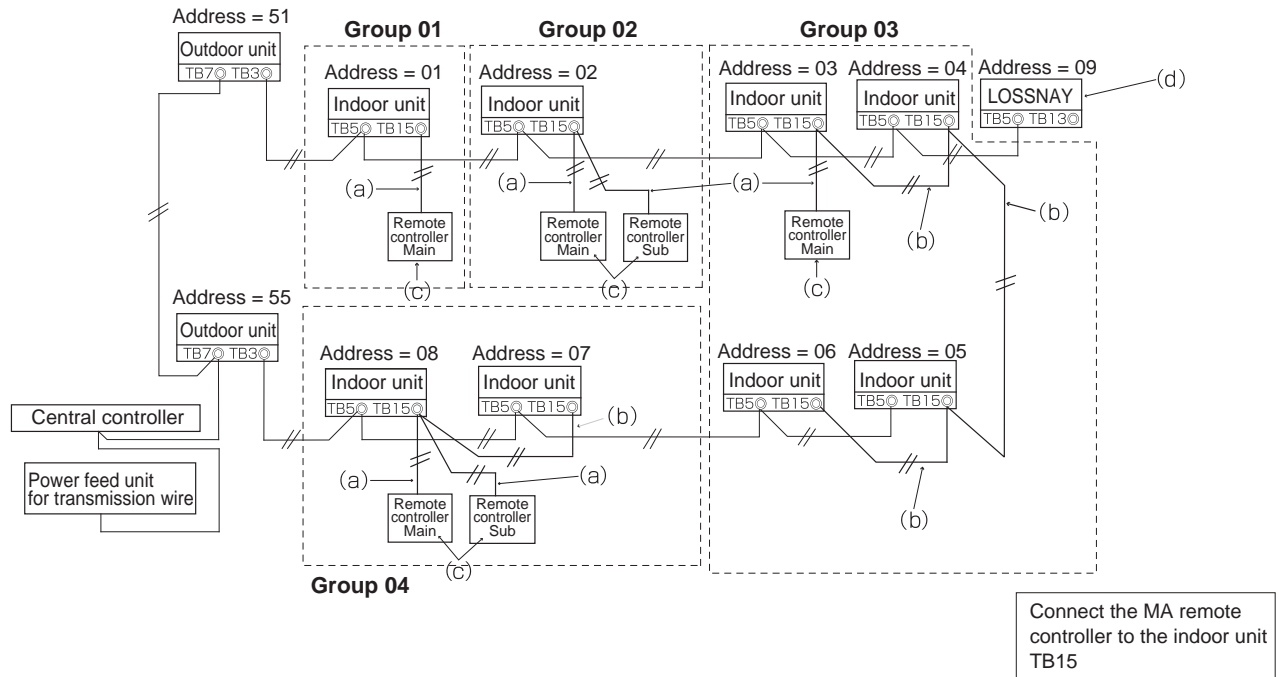 Address = 51
Outdoor unit
TB7◎ TB3◎
Group 01
Address = 01
Indoor unit
TB5◎ TB15◎
(a)
Remote
controller
Main
(c)
Group 02
Address = 02
Indoor unit
TB5◎ TB15◎
(a)
(a)
Remote
controller
Main
Remote
controller
Sub
(c)
Group 03
Address = 03
Indoor unit
TB5◎ TB15◎
Remote
controller
Main
(c)
Address = 04
Indoor unit
TB5◎ TB15◎
(b)
(b)
Address = 09
LOSSNAY
TB5◎ TB13◎
(d)
Address = 06
Indoor unit
TB5◎ TB15◎
Address = 05
Indoor unit
TB5◎ TB15◎
(b)
Address = 55
Outdoor unit
TB7◎ TB3◎
Central controller
Power feed unit
for transmission wire
Address = 08
Indoor unit
TB5◎ TB15◎
Address = 07
Indoor unit
TB5◎ TB15◎
(b)
(a)
(a)
Remote
controller
Main
Remote
controller
Sub
(c)
Group 04
Connect the MA remote
controller to the indoor unit
TB15